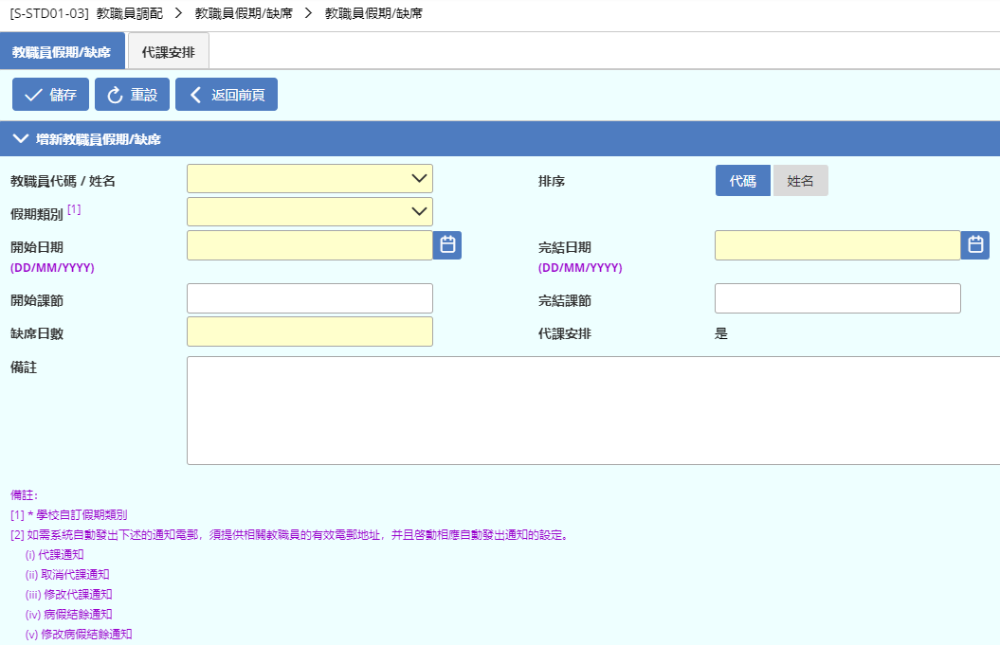 [S-STD01-03] 教職員調配 > 教職員假期/缺席 > 教職員假期/缺席
教職員假期/缺席 代課安排
儲存 重設 返回前頁
增新教職員假期/缺席
教職員代碼 / 姓名 排序 代碼 姓名
假期類別 [1]
開始日期 完結日期
(DD/MM/YYYY) (DD/MM/YYYY)
開始課節 完結課節
缺席日數 代課安排 是
備註
備註:
[1] * 學校自訂假期類別
[2] 如需系統自動發出下述的通知電郵，須提供相關教職員的有效電郵地址，并且啓動相應自動發出通知的設定。
(i) 代課通知
(ii) 取消代課通知
(iii) 修改代課通知
(iv) 病假結餘通知
(v) 修改病假結餘通知